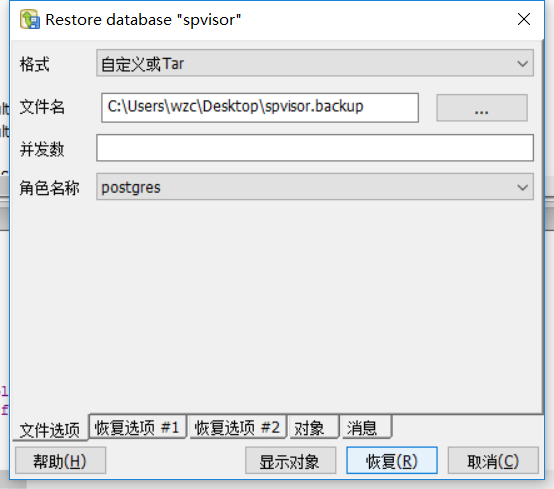 Restore database "spvisor"
格式
自定义或Tar
文件名
C:\Users\wzc\Desktop\spvisor.backup
...
并发数
角色名称
postgres
文件选项
恢复选项 #1
恢复选项 #2
对象
消息
帮助(H)
显示对象
恢复(R)
取消(C)
ult
ult
f